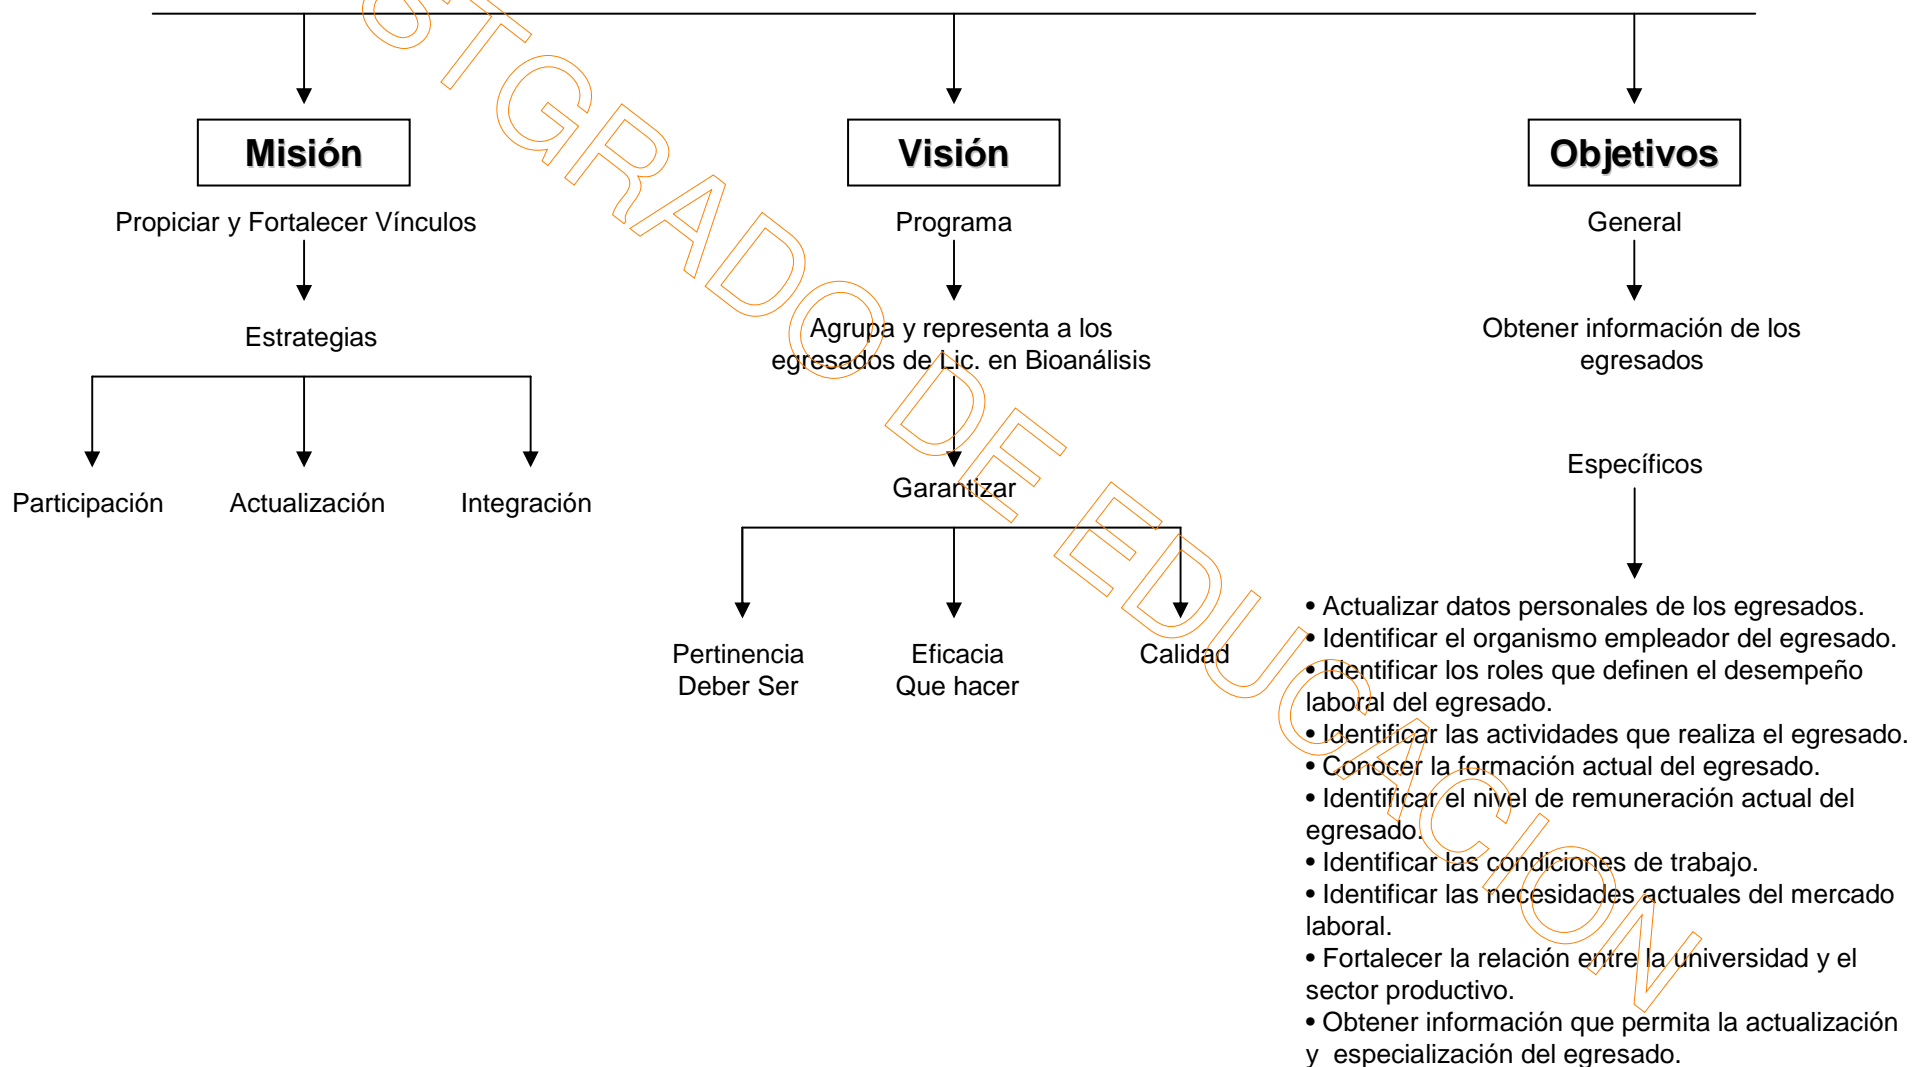 Misión
Propiciar y Fortalecer Vínculos
Estrategias
Participación
Actualización
Integración
Visión
Programa
Agrupa y representa a los
egresados de Lic. en Bioanálisis
Garantizar
Pertinencia
Deber Ser
Eficacia
Que hacer
Calidad
Objetivos
General
Obtener información de los
egresados
Específicos
• Actualizar datos personales de los egresados.
• Identificar el organismo empleador del egresado.
• Identificar los roles que definen el desempeño
laboral del egresado.
• Identificar las actividades que realiza el egresado.
• Conocer la formación actual del egresado.
• Identificar el nivel de remuneración actual del
egresado.
• Identificar las condiciones de trabajo.
• Identificar las necesidades actuales del mercado
laboral.
• Fortalecer la relación entre la universidad y el
sector productivo.
• Obtener información que permita la actualización
y  especialización del egresado.
STGRADO DE EDUCACION